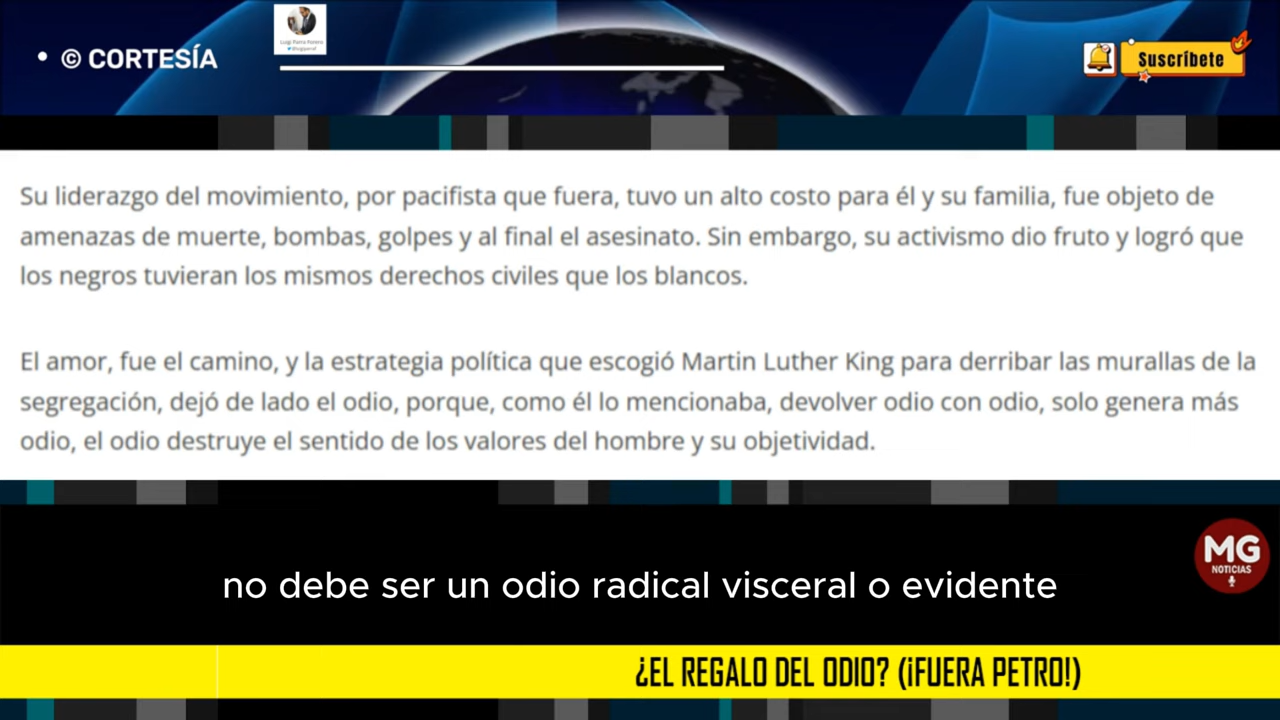 • © CORTESÍA
Suscríbete
Su liderazgo del movimiento, por pacifista que fuera, tuvo un alto costo para él y su familia, fue objeto de
amenazas de muerte, bombas, golpes y al final el asesinato. Sin embargo, su activismo dio fruto y logró que
los negros tuvieran los mismos derechos civiles que los blancos.
El amor, fue el camino, y la estrategia política que escogió Martin Luther King para derribar las murallas de la
segregación, dejó de lado el odio, porque, como él lo mencionaba, devolver odio con odio, solo genera más
odio, el odio destruye el sentido de los valores del hombre y su objetividad.
MG
NOTICIAS
no debe ser un odio radical visceral o evidente
¿EL REGALO DEL ODIO? (¡FUERA PETRO!)